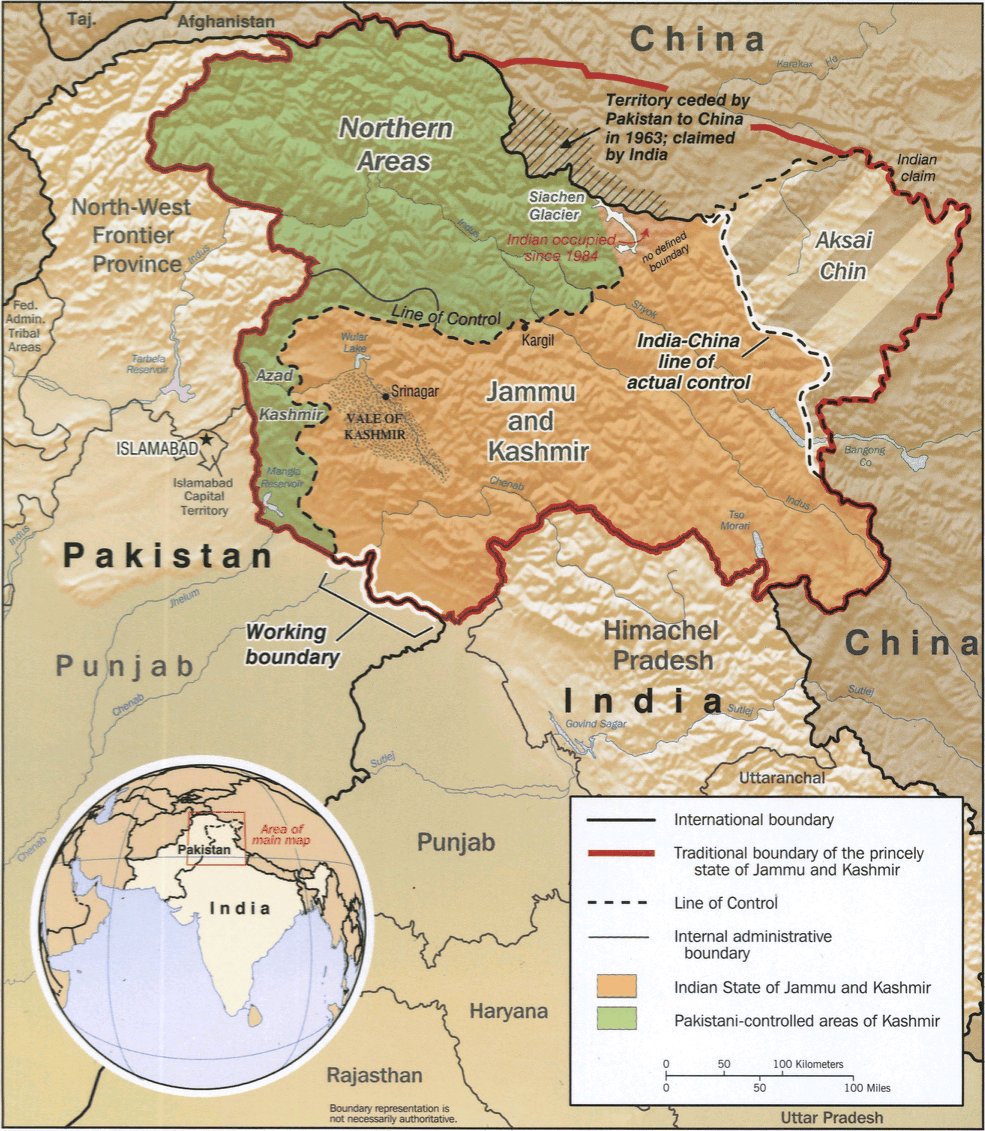 Taj.
Afghanistan
China
Karakax He
Territory ceded by
Pakistan to China
in 1963; claimed
by India
Northern
Areas
Indian
claim
Siachen
Glacier
North-West
Frontier
Province
Indus
Indus
Indian occupied
since 1984
no defined
boundary
Aksai
Chin
Fed.
Admin.
Tribal
Areas
Line of Control
Shyok
Kargil
Wular
Lake
India-China
line of
actual control
Tarbela
Reservoir
Azad
Kashmir
Srinagar
Jammu
and
Kashmir
VALE OF
KASHMIR
ISLAMABAD
Bangong
Co
Mangla
Reservoir
Islamabad
Capital
Territory
Chenab
Indus
Tso
Morari
Indus
Pakistan
Jhelum
Working
boundary
Himachel
Pradesh
China
Punjab
Chenab
India
Sutlej
Sutlej
Govind Sagar
Sutlej
Uttaranchal
Chenab
Area of
main map
Pakistan
India
Punjab
Haryana
Rajasthan
Boundary representation is
not necessarily authoritative.
International boundary
Traditional boundary of the princely
state of Jammu and Kashmir
Line of Control
Internal administrative
boundary
Indian State of Jammu and Kashmir
Pakistani-controlled areas of Kashmir
0 50 100 Kilometers
0 50 100 Miles
Uttar Pradesh